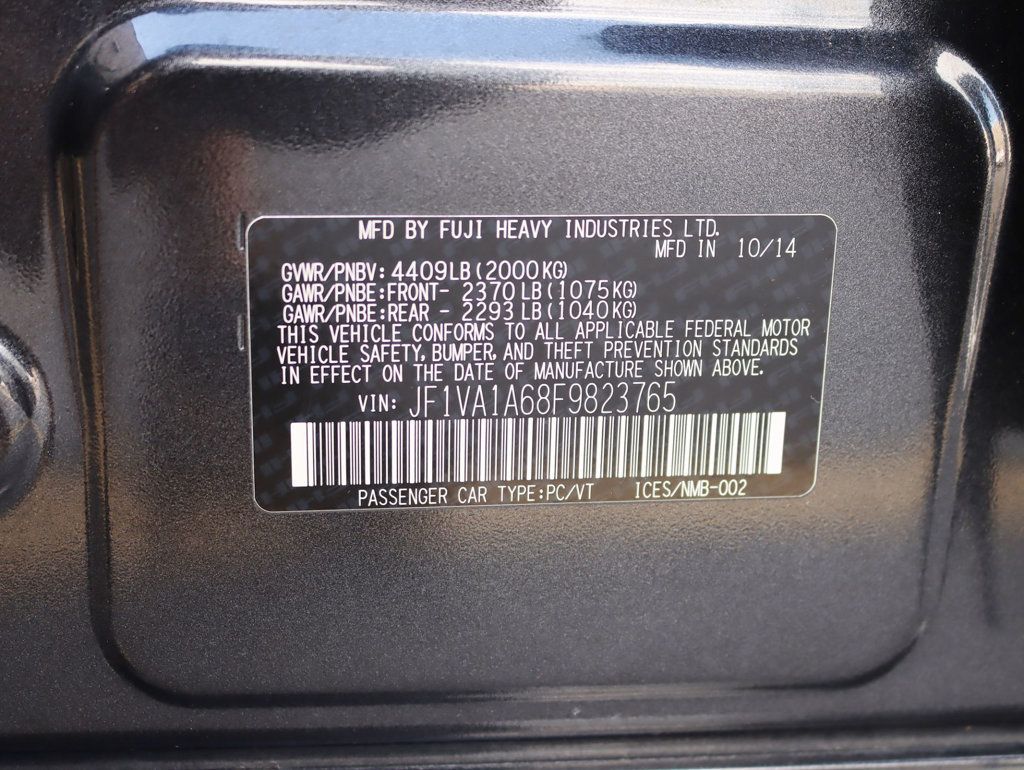 MFD BY FUJI HEAVY INDUSTRIES LTD.
MFD IN 10/14
GVWR/PNBV: 4409LB(2000KG)
GAWR/PNBE:FRONT- 2370LB(1075KG)
GAWR/PNBE:REAR - 2293LB(1040KG)
THIS VEHICLE CONFORMS TO ALL APPLICABLE FEDERAL MOTOR
VEHICLE SAFETY, BUMPER, AND THEFT PREVENTION STANDARDS
IN EFFECT ON THE DATE OF MANUFACTURE SHOWN ABOVE.
VIN: JF1VA1A68F9823765
PASSENGER CAR TYPE:PC/VT ICES/NMB-002